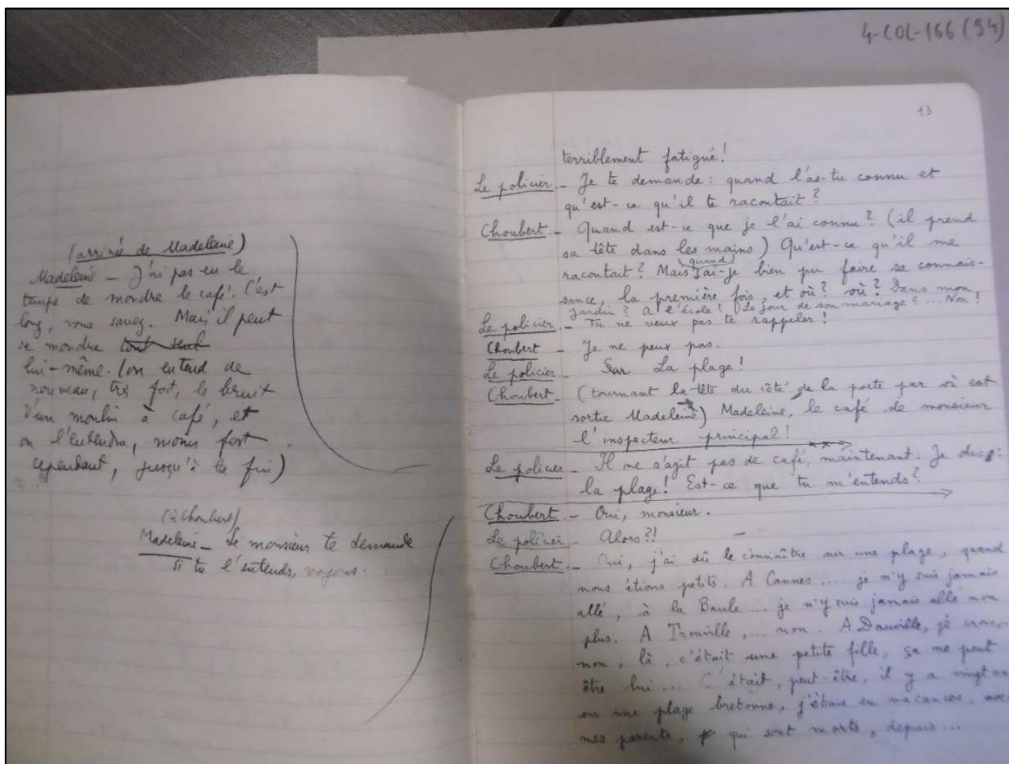 4-COL-166 (94)
(arrivée de Madeleine)
Madeleine - J'ai pas eu le
temps de moudre le café. C'est
long, vous savez. Mais il peut
se moudre tout seul
lui-même. (on entend de
nouveau, très fort, le bruit
d'un moulin à café, et
on l'entendra, moins fort
cependant, jusqu'à la fin)
(à Choubert)
Madeleine - Le monsieur te demande
si tu l'entends, voyons.
13
terriblement fatigué!
Le policier - Je te demande: quand l'as-tu connu et
qu'est-ce qu'il te racontait?
Choubert - Quand est-ce que je l'ai connu? (il prend
sa tête dans les mains) Qu'est-ce qu'il me
quand
racontait? Mais j'ai-je bien pu faire sa connais-
sance, la première fois, et où? où? Dans mon
jardin? A l'école? Le jour de son mariage? ... Non!
Le policier - Tu ne veux pas te rappeler!
Choubert - Je ne peux pas.
Le policier - Sur La plage!
Choubert - (tournant la tête du côté de la porte par où est
sortie Madeleine) Madeleine, le café de monsieur
l'inspecteur principal!
Le policier - Il ne s'agit pas de café, maintenant. Je dis:
la plage! Est-ce que tu m'entends?
Choubert - Oui, monsieur.
Le policier - Alors?!
Choubert - Oui, j'ai dû le connaître sur une plage, quand
nous étions petits. A Cannes .... je n'y suis jamais
allé, à la Baule ... je n'y suis jamais allé non
plus. A Trouville, ... non. A Dauville, je crois,
non, là, c'était une petite fille, ça ne peut
être lui ... C'était, peut-être, il y a vingt ans
sur une plage bretonne, j'étais en vacances, avec
mes parents, qui sont morts, depuis ...